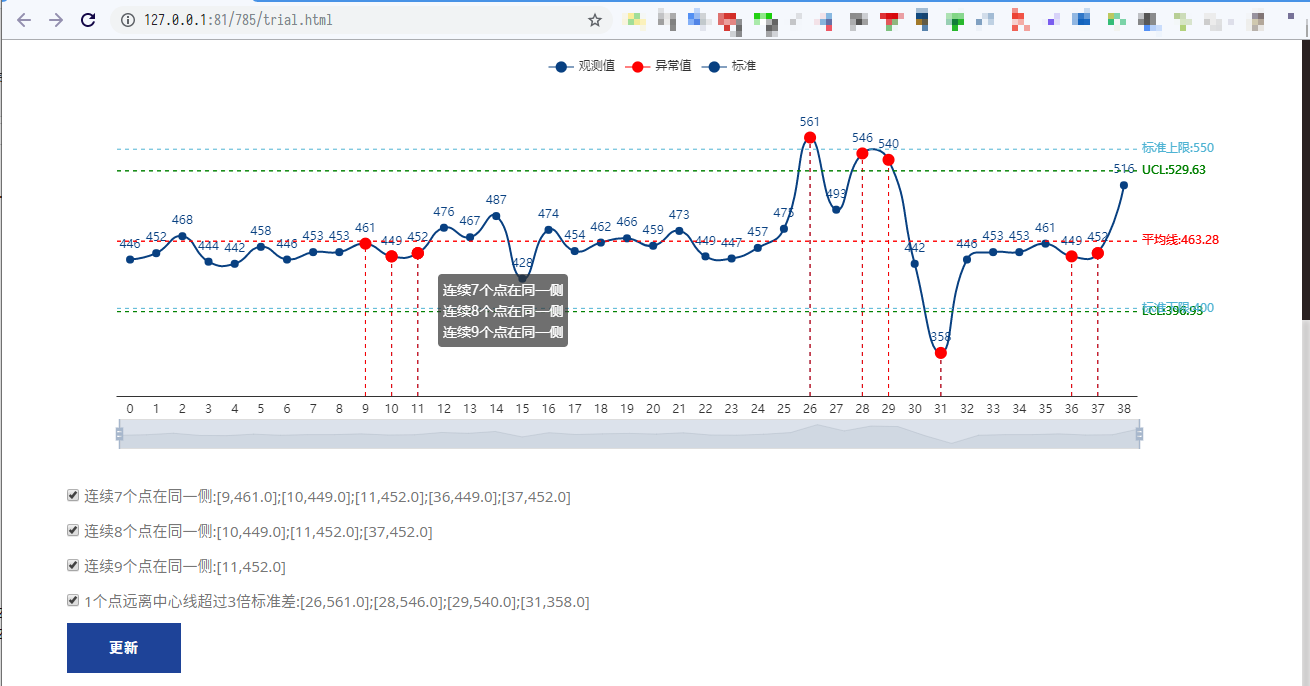 127.0.0.1:81/785/trial.html
观测值 异常值 标准
561
546
540
标准上限:550
UCL:529.63
516
493
487
476
475
474
473
468
467
466
462
461
461
459
458
457
454
453
453
453
453
452
452
452
449
449
449
447
446
446
446
444
442
442
428
358
平均线:463.28
标准下限:400
LCL:396.93
连续7个点在同一侧
连续8个点在同一侧
连续9个点在同一侧
0 1 2 3 4 5 6 7 8 9 10 11 12 13 14 15 16 17 18 19 20 21 22 23 24 25 26 27 28 29 30 31 32 33 34 35 36 37 38
连续7个点在同一侧:[9,461.0];[10,449.0];[11,452.0];[36,449.0];[37,452.0]
连续8个点在同一侧:[10,449.0];[11,452.0];[37,452.0]
连续9个点在同一侧:[11,452.0]
1个点远离中心线超过3倍标准差:[26,561.0];[28,546.0];[29,540.0];[31,358.0]
更新